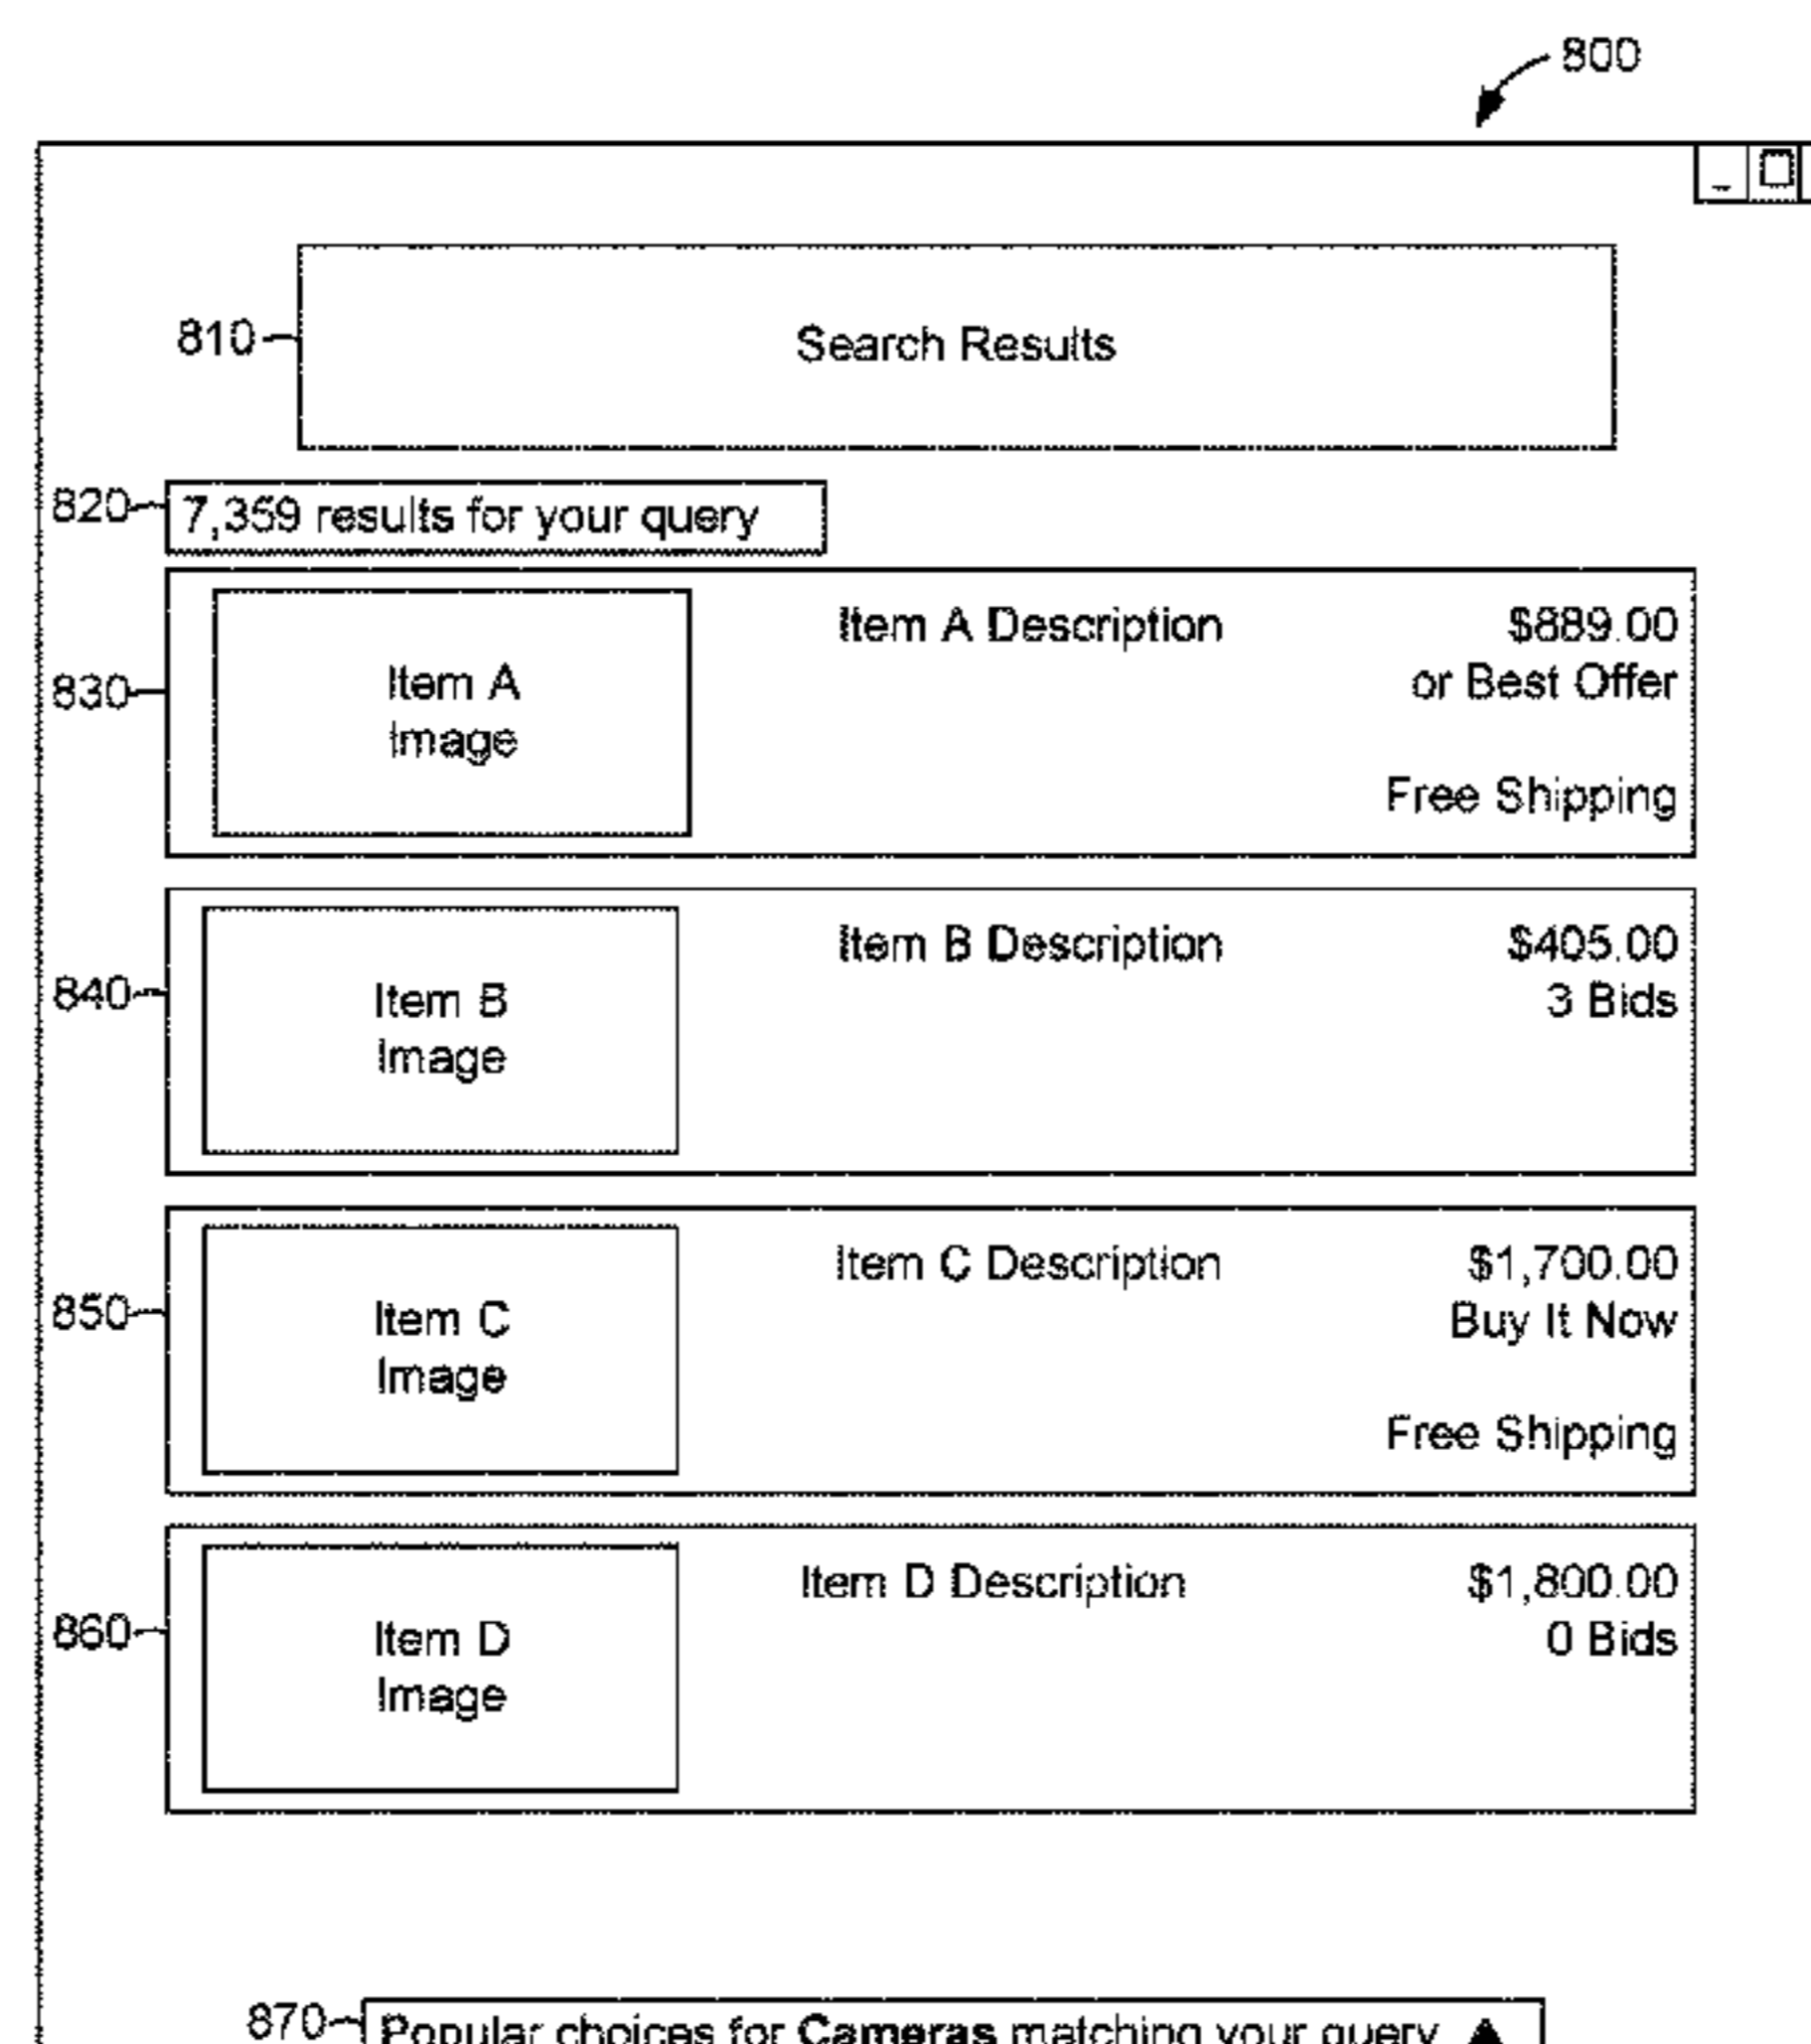 800
810
Search Results
820
7,359 results for your query
830
Item A
Image
Item A Description
$889.00
or Best Offer
Free Shipping
840
Item B
Image
Item B Description
$405.00
3 Bids
850
Item C
Image
Item C Description
$1,700.00
Buy It Now
Free Shipping
860
Item D
Image
Item D Description
$1,800.00
0 Bids
870
Popular choices for Cameras matching your query